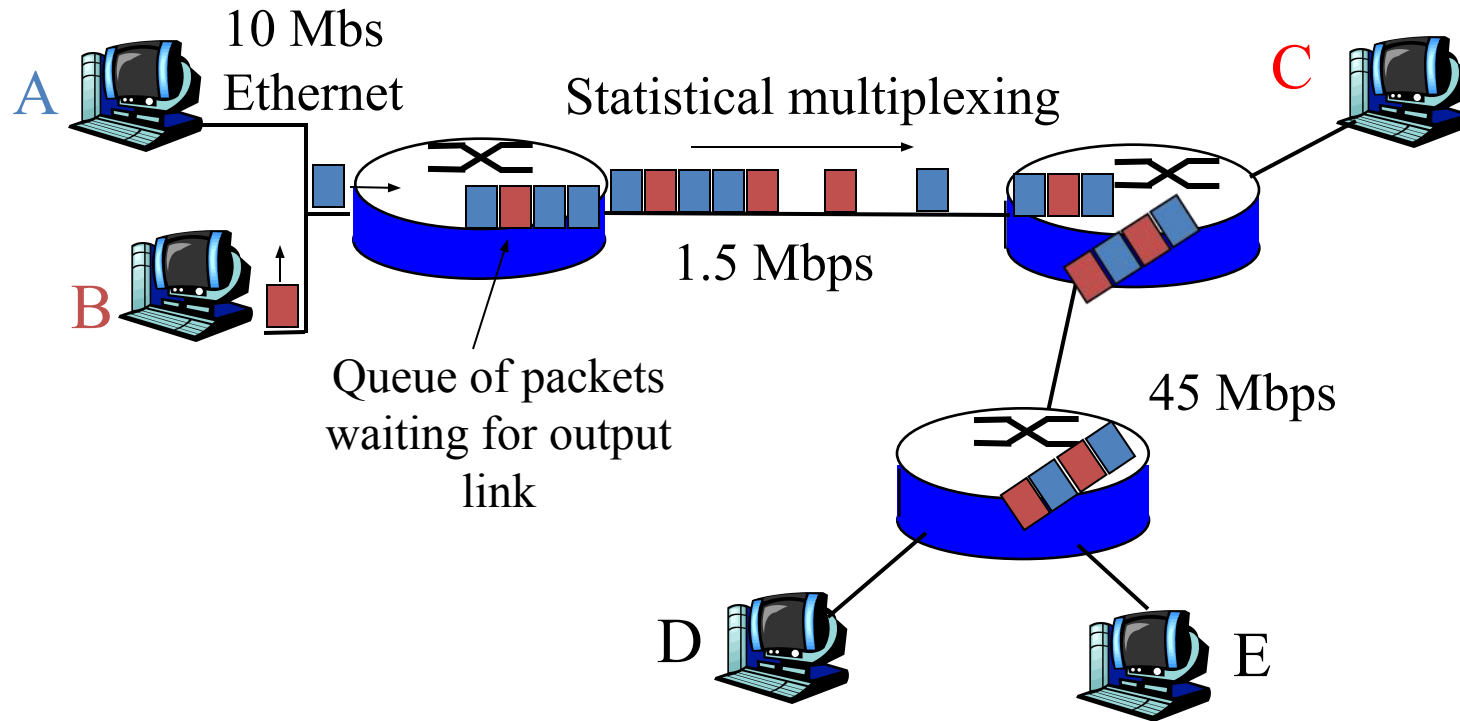 10 Mbs
Ethernet
A
Statistical multiplexing
C
B
1.5 Mbps
Queue of packets
waiting for output
link
45 Mbps
D
E